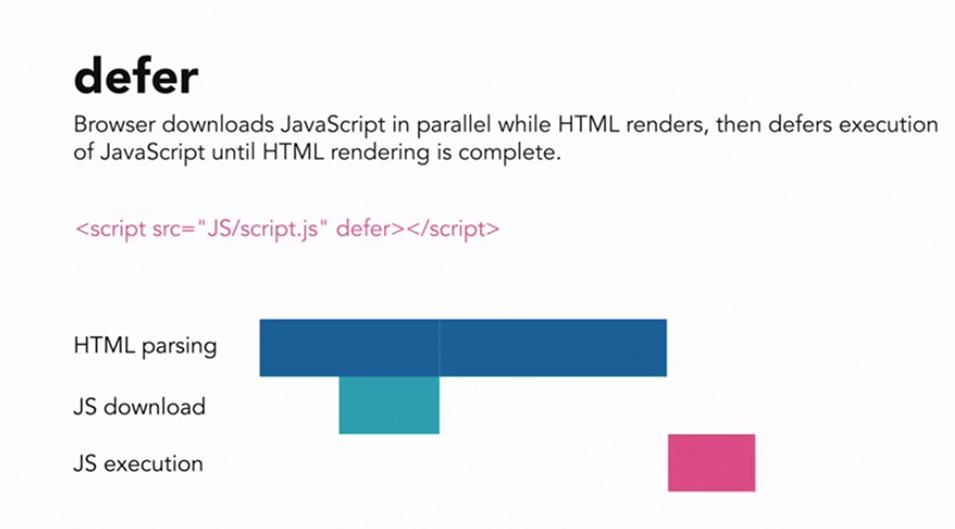 defer
Browser downloads JavaScript in parallel while HTML renders, then defers execution
of JavaScript until HTML rendering is complete.
<script src="JS/script.js" defer></script>
HTML parsing
JS download
JS execution